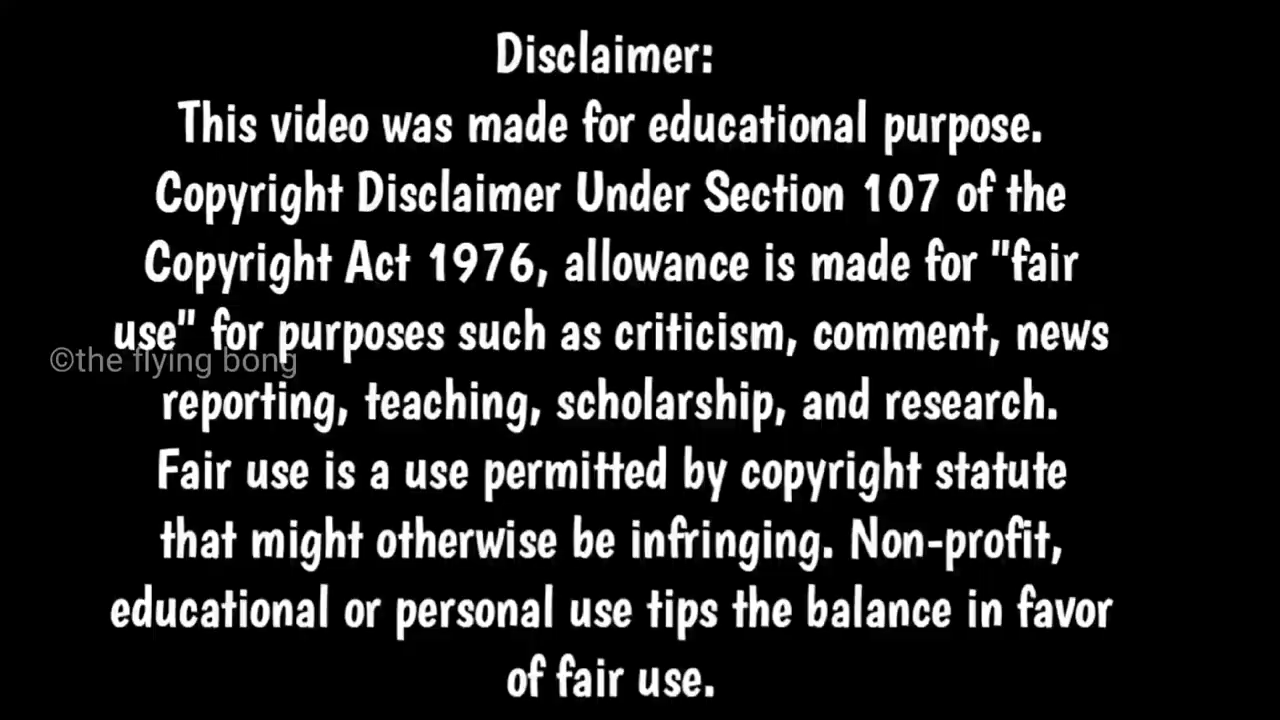 Disclaimer:
This video was made for educational purpose.
Copyright Disclaimer Under Section 107 of the
Copyright Act 1976, allowance is made for "fair
use" for purposes such as criticism, comment, news
©the flying bong
reporting, teaching, scholarship, and research.
Fair use is a use permitted by copyright statute
that might otherwise be infringing. Non-profit,
educational or personal use tips the balance in favor
of fair use.